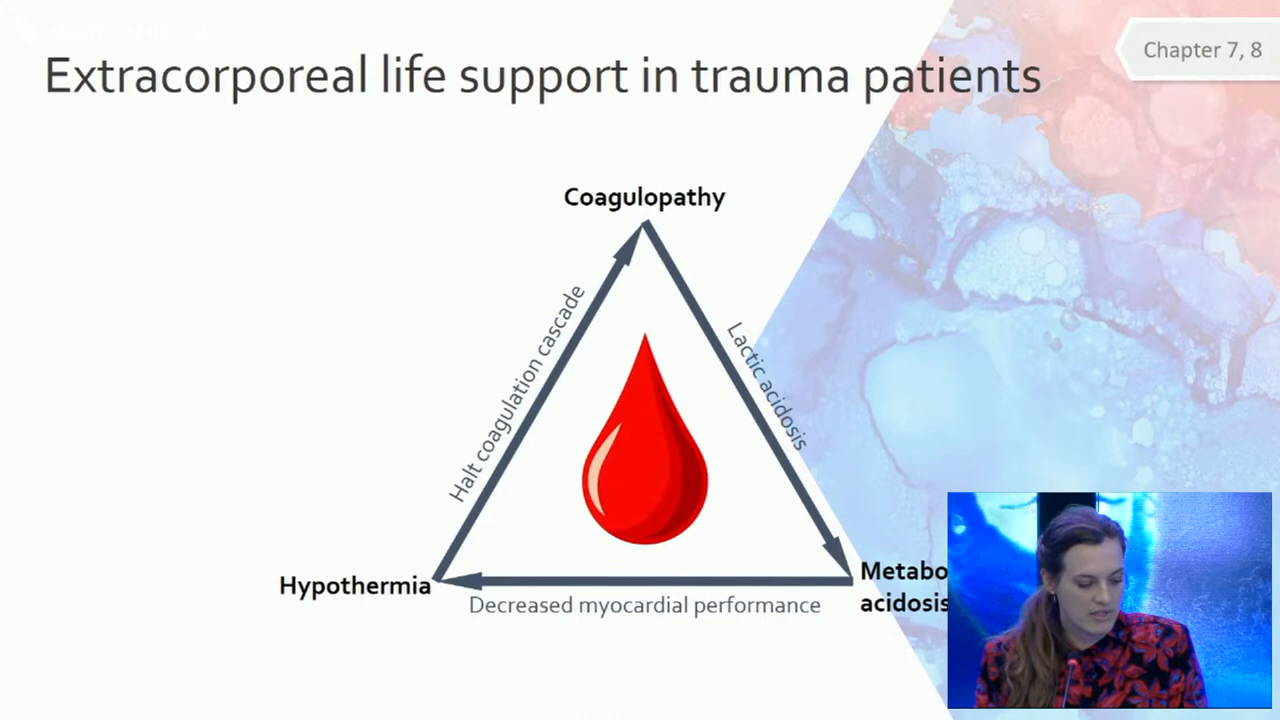 Chapter 7, 8
Extracorporeal life support in trauma patients
Coagulopathy
Halt coagulation cascade
Lactic acidosis
Hypothermia
Metabo
acidosis
Decreased myocardial performance